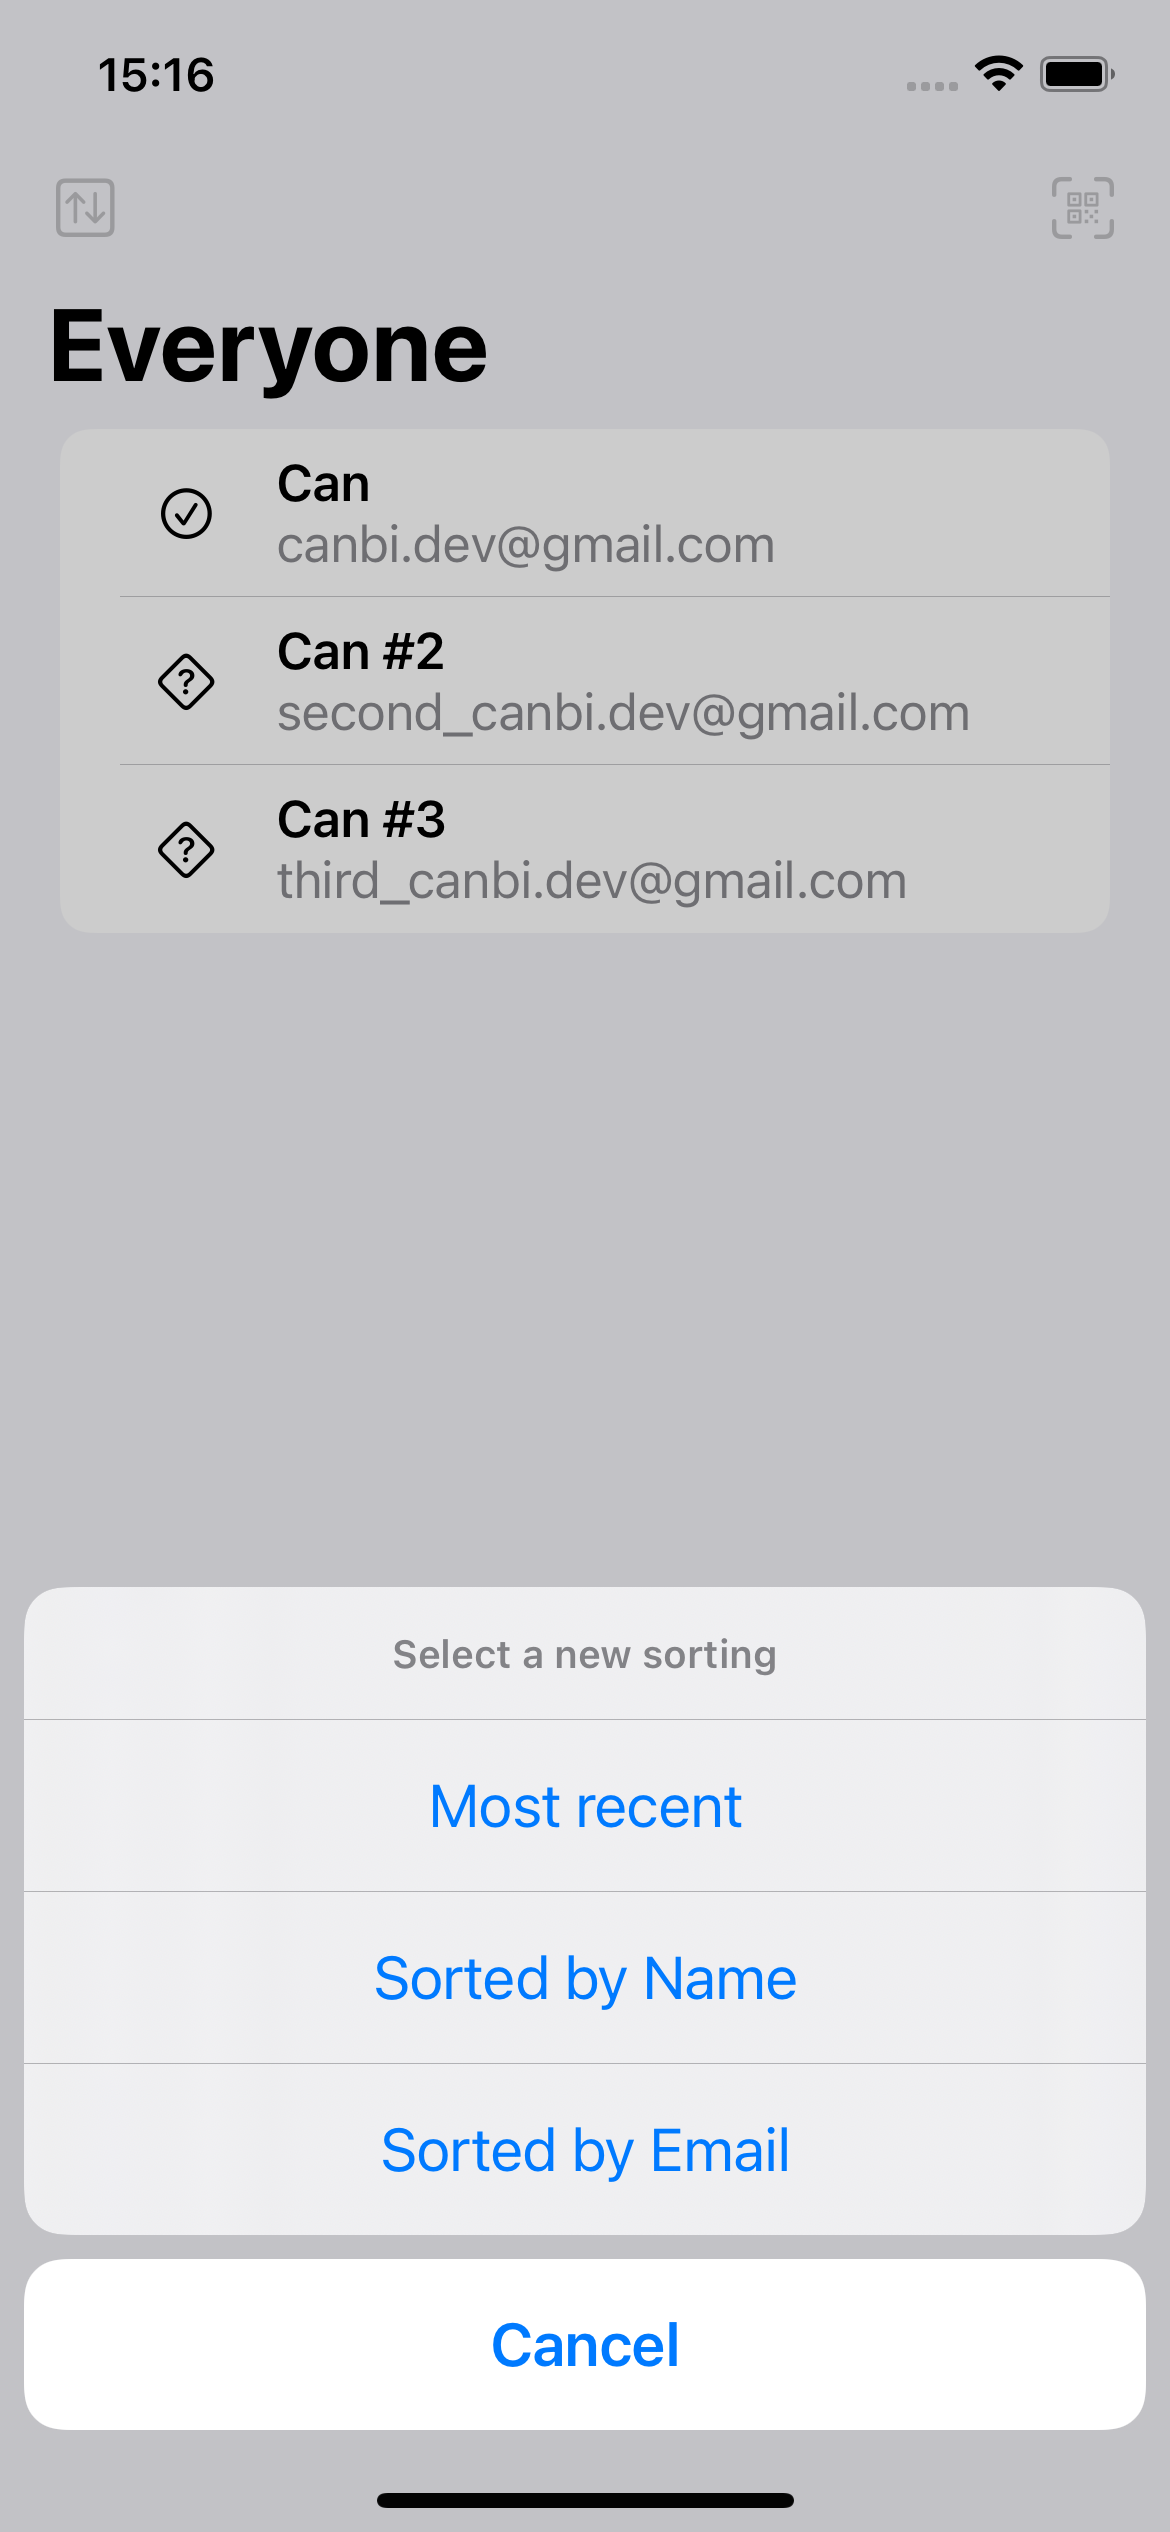 15:16
Everyone
Can
canbi.dev@gmail.com
Can #2
second_canbi.dev@gmail.com
Can #3
third_canbi.dev@gmail.com
Select a new sorting
Most recent
Sorted by Name
Sorted by Email
Cancel